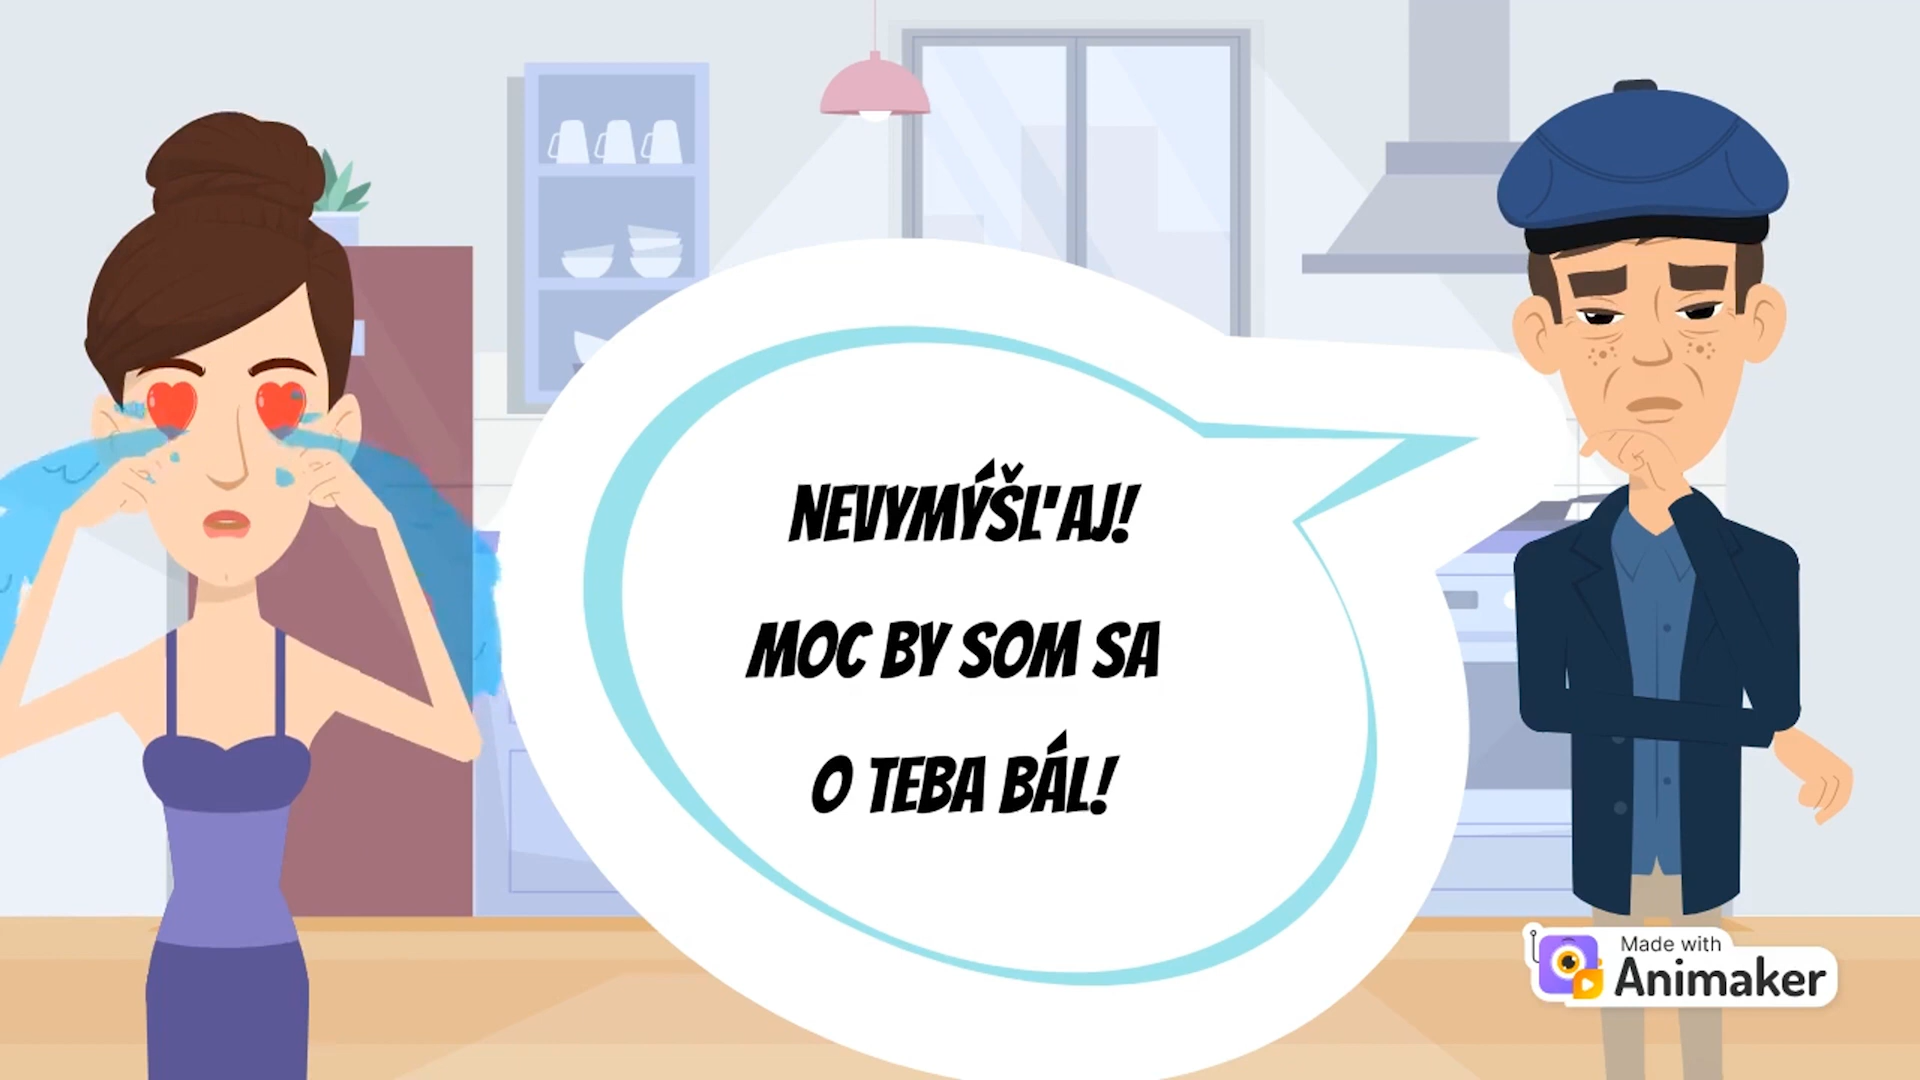 NEVYMÝŠĽAJ!
MOC BY SOM SA
O TEBA BÁL!
Made with
Animaker